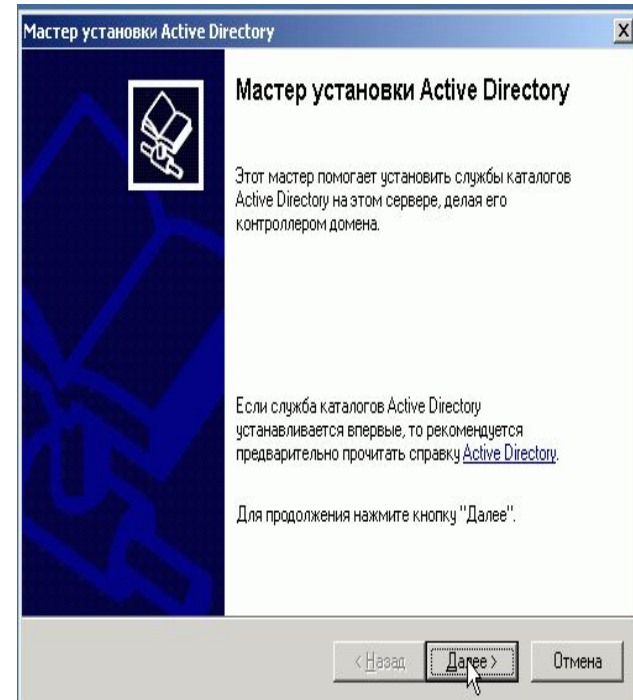 Мастер установки Active Directory
Мастер установки Active Directory
Этот мастер помогает установить службы каталогов
Active Directory на этом сервере, делая его
контроллером домена.
Если служба каталогов Active Directory
устанавливается впервые, то рекомендуется
предварительно прочитать справку Active Directory.
Для продолжения нажмите кнопку "Далее".
< Назад Далее > Отмена